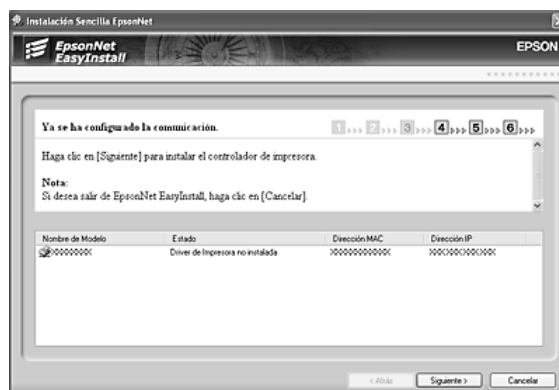 Instalación Sencilla EpsonNet
EpsonNet
EasyInstall
EPSON
Ya se ha configurado la comunicación.
1 >>> 2 >>> 3 >>> 4 >>> 5 >>> 6 >>>
Haga clic en [Siguiente] para instalar el controlador de impresora.
Nota:
Si desea salir de EpsonNet EasyInstall, haga clic en [Cancelar].
Nombre de Modelo Estado Dirección MAC Dirección IP
XXXXXXXX Driver de Impresora no instalada XXXXXXXXXXXX XXX.XXX.XXX.XXX
< Atrás Siguiente > Cancelar